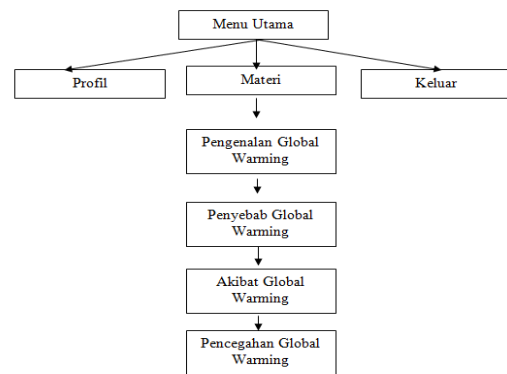 Menu Utama
Profil
Materi
Keluar
Pengenalan Global
Warming
Penyebab Global
Warming
Akibat Global
Warming
Pencegahan Global
Warming